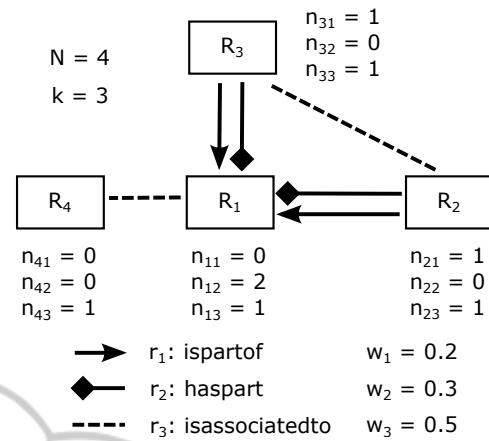 n₃₁ = 1
n₃₂ = 0
n₃₃ = 1
N = 4
k = 3
R₃
R₄
R₁
R₂
n₄₁ = 0
n₄₂ = 0
n₄₃ = 1
n₁₁ = 0
n₁₂ = 2
n₁₃ = 1
n₂₁ = 1
n₂₂ = 0
n₂₃ = 1
r₁: ispartof w₁ = 0.2
r₂: haspart w₂ = 0.3
r₃: isassociatedto w₃ = 0.5